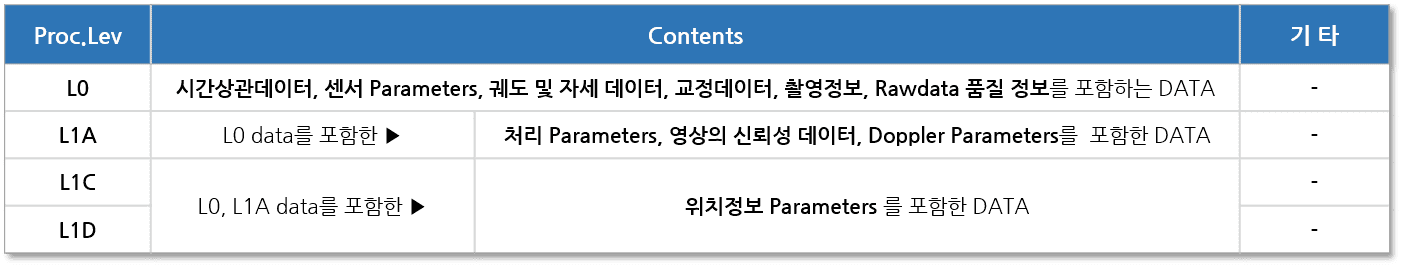 Proc.Lev Contents 기 타
L0 시간상관데이터, 센서 Parameters, 궤도 및 자세 데이터, 교정데이터, 촬영정보, Rawdata 품질 정보를 포함하는 DATA -
L1A L0 data를 포함한 ▶ 처리 Parameters, 영상의 신뢰성 데이터, Doppler Parameters를 포함한 DATA -
L1C -
L0, L1A data를 포함한 ▶ 위치정보 Parameters 를 포함한 DATA
L1D -